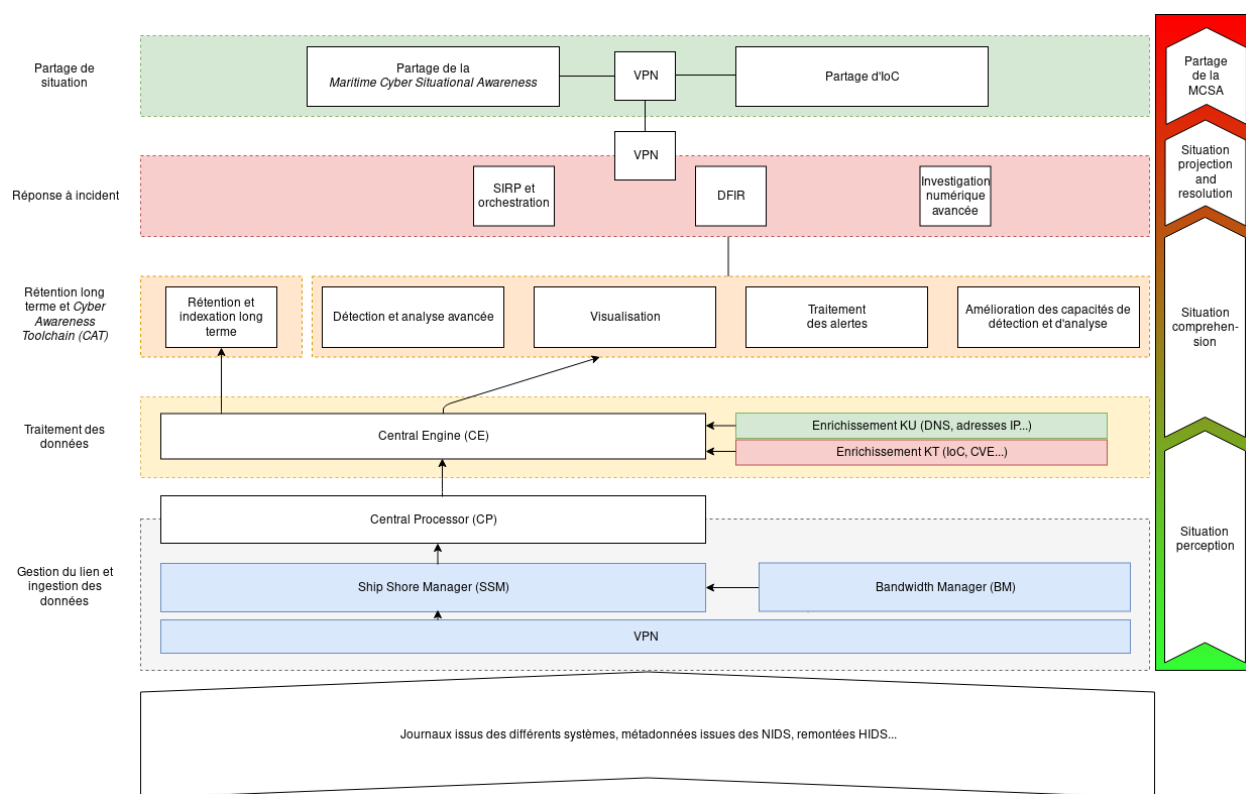 Partage de
situation
Partage de la
Maritime Cyber Situational Awareness
VPN
Partage d'IoC
Partage
de la
MCSA
VPN
Réponse à incident
SIRP et
orchestration
DFIR
Investigation
numérique
avancée
Situation
projection
and
resolution
Rétention long
terme et Cyber
Awareness
Toolchain (CAT)
Rétention et
indexation long
terme
Détection et analyse avancée
Visualisation
Traitement
des alertes
Amélioration des capacités de
détection et d'analyse
Situation
comprehen-
sion
Traitement des
données
Central Engine (CE)
Enrichissement KU (DNS, adresses IP...)
Enrichissement KT (IoC, CVE...)
Central Processor (CP)
Situation
perception
Gestion du lien et
ingestion des
données
Ship Shore Manager (SSM)
Bandwidth Manager (BM)
VPN
Journaux issus des différents systèmes, métadonnées issues des NIDS, remontées HIDS...